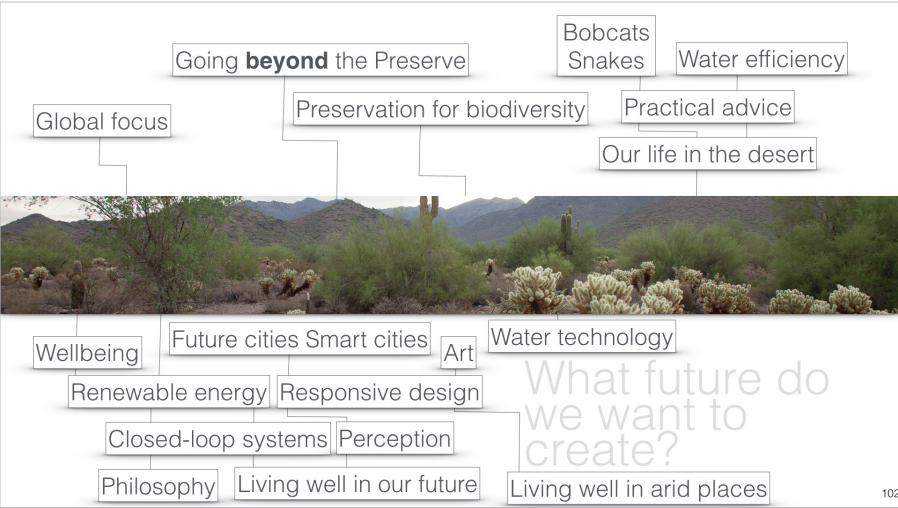 Bobcats
Snakes
Going beyond the Preserve
Water efficiency
Preservation for biodiversity
Practical advice
Global focus
Our life in the desert
Future cities Smart cities
Water technology
Wellbeing
Art
Renewable energy
Responsive design
What future do
we want to
create?
Closed-loop systems
Perception
Philosophy
Living well in our future
Living well in arid places
102